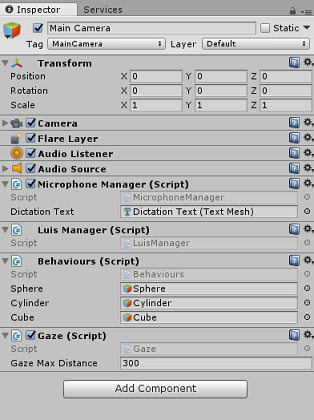 Inspector Services
Main Camera Static
Tag MainCamera Layer Default
Transform
Position X 0 Y 0 Z 0
Rotation X 0 Y 0 Z 0
Scale X 1 Y 1 Z 1
Camera
Flare Layer
Audio Listener
Audio Source
Microphone Manager (Script)
Script MicrophoneManager
Dictation Text Dictation Text (Text Mesh)
Luis Manager (Script)
Script LuisManager
Behaviours (Script)
Script Behaviours
Sphere Sphere
Cylinder Cylinder
Cube Cube
Gaze (Script)
Script Gaze
Gaze Max Distance 300
Add Component